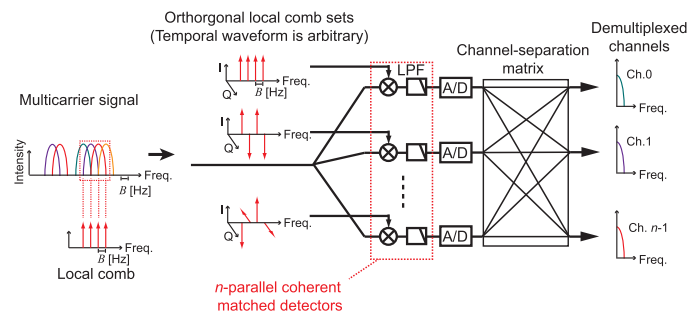 Orthorgonal local comb sets
(Temporal waveform is arbitrary)
Multicarrier signal
Intensity
Freq.
B [Hz]
Freq.
B [Hz]
Local comb
I
Q
Freq.
B [Hz]
I
Q
Freq.
I
Q
Freq.
LPF
A/D
A/D
A/D
n-parallel coherent
matched detectors
Channel-separation
matrix
Demultiplexed
channels
Ch.0
Freq.
Ch.1
Freq.
Ch. n-1
Freq.